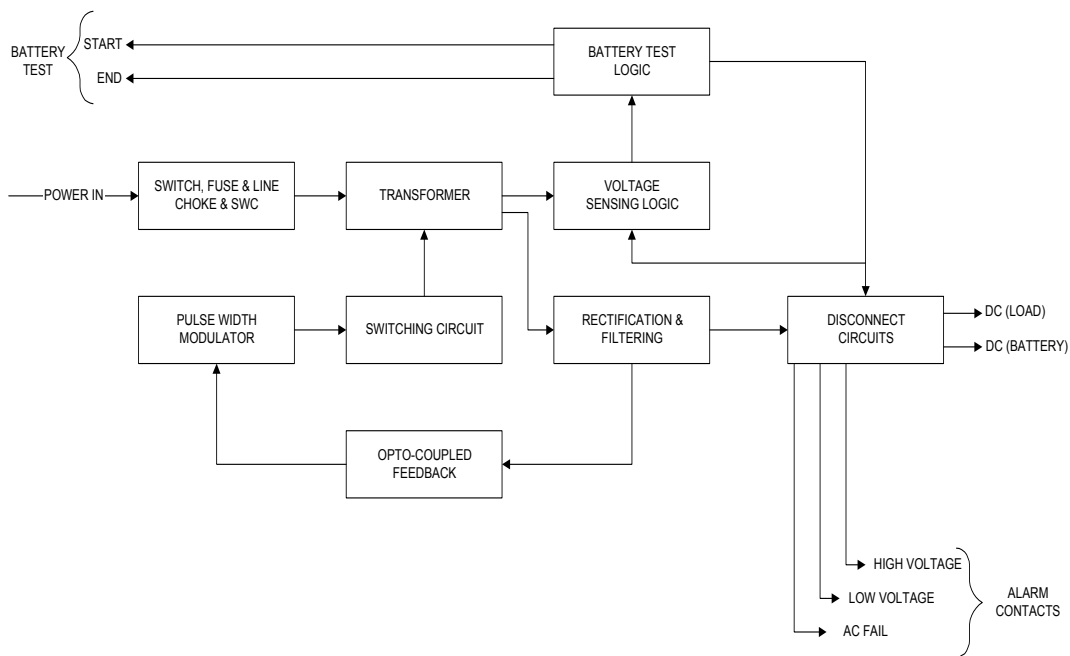 BATTERY
TEST
START
END
BATTERY TEST
LOGIC
POWER IN
SWITCH, FUSE & LINE
CHOKE & SWC
TRANSFORMER
VOLTAGE
SENSING LOGIC
PULSE WIDTH
MODULATOR
SWITCHING CIRCUIT
RECTIFICATION &
FILTERING
DISCONNECT
CIRCUITS
DC (LOAD)
DC (BATTERY)
OPTO-COUPLED
FEEDBACK
HIGH VOLTAGE
LOW VOLTAGE
AC FAIL
ALARM
CONTACTS